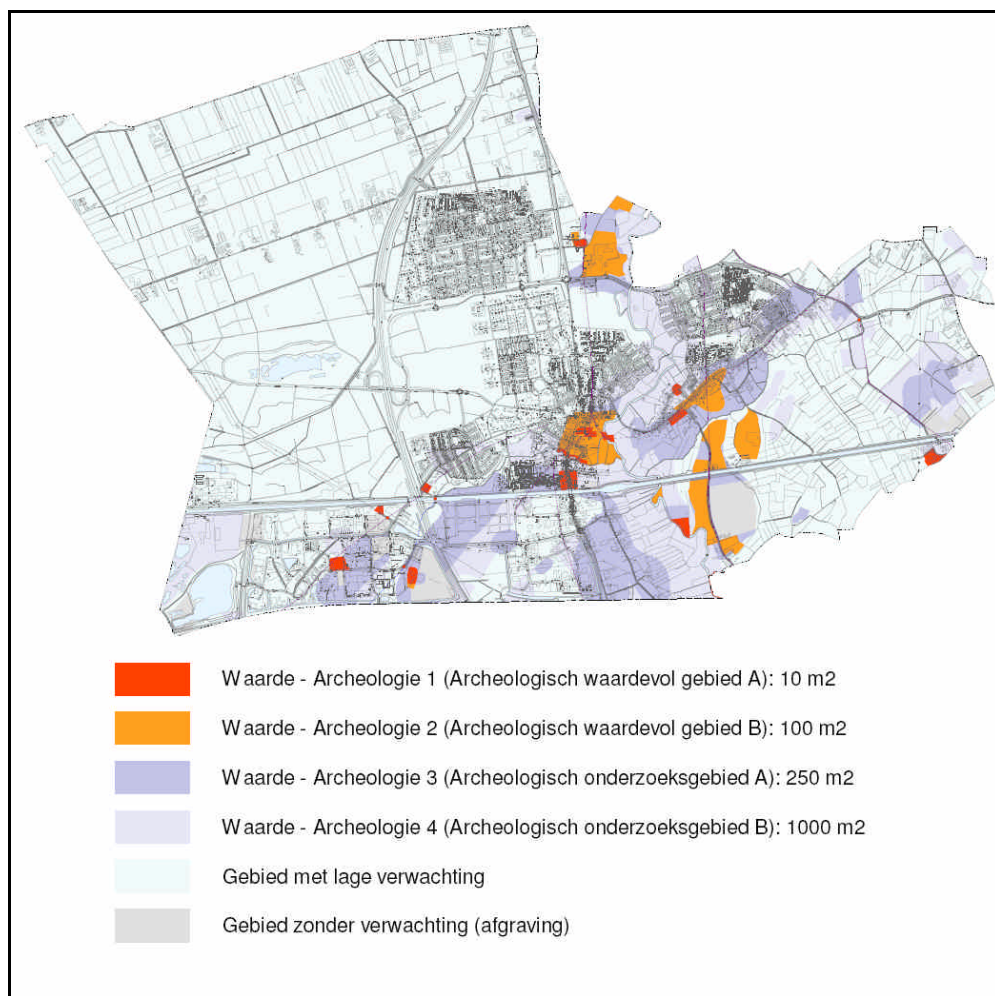 Waarde - Archeologie 1 (Archeologisch waardevol gebied A): 10 m2
Waarde - Archeologie 2 (Archeologisch waardevol gebied B): 100 m2
Waarde - Archeologie 3 (Archeologisch onderzoeksgebied A): 250 m2
Waarde - Archeologie 4 (Archeologisch onderzoeksgebied B): 1000 m2
Gebied met lage verwachting
Gebied zonder verwachting (afgraving)